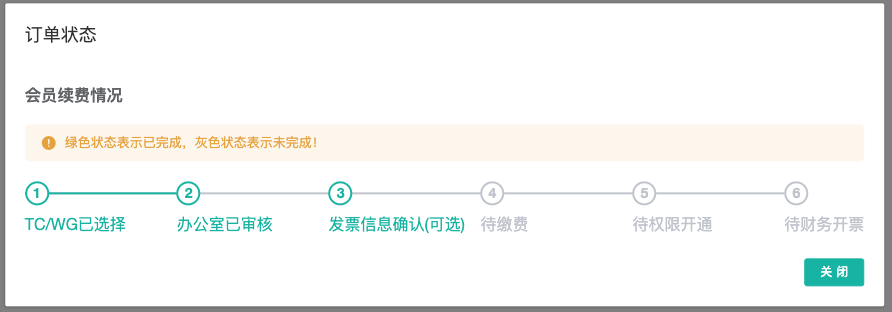 订单状态
会员续费情况
绿色状态表示已完成，灰色状态表示未完成！
1 2 3 4 5 6
TC/WG已选择 办公室已审核 发票信息确认(可选) 待缴费 待权限开通 待财务开票
关 闭